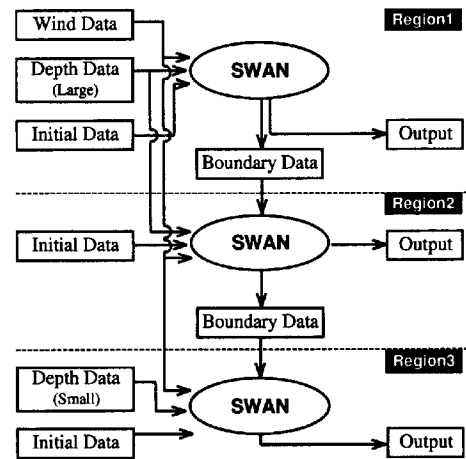 Wind Data
Region1
Depth Data
(Large)
SWAN
Initial Data
Output
Boundary Data
Region2
Initial Data
SWAN
Output
Boundary Data
Region3
Depth Data
(Small)
SWAN
Initial Data
Output